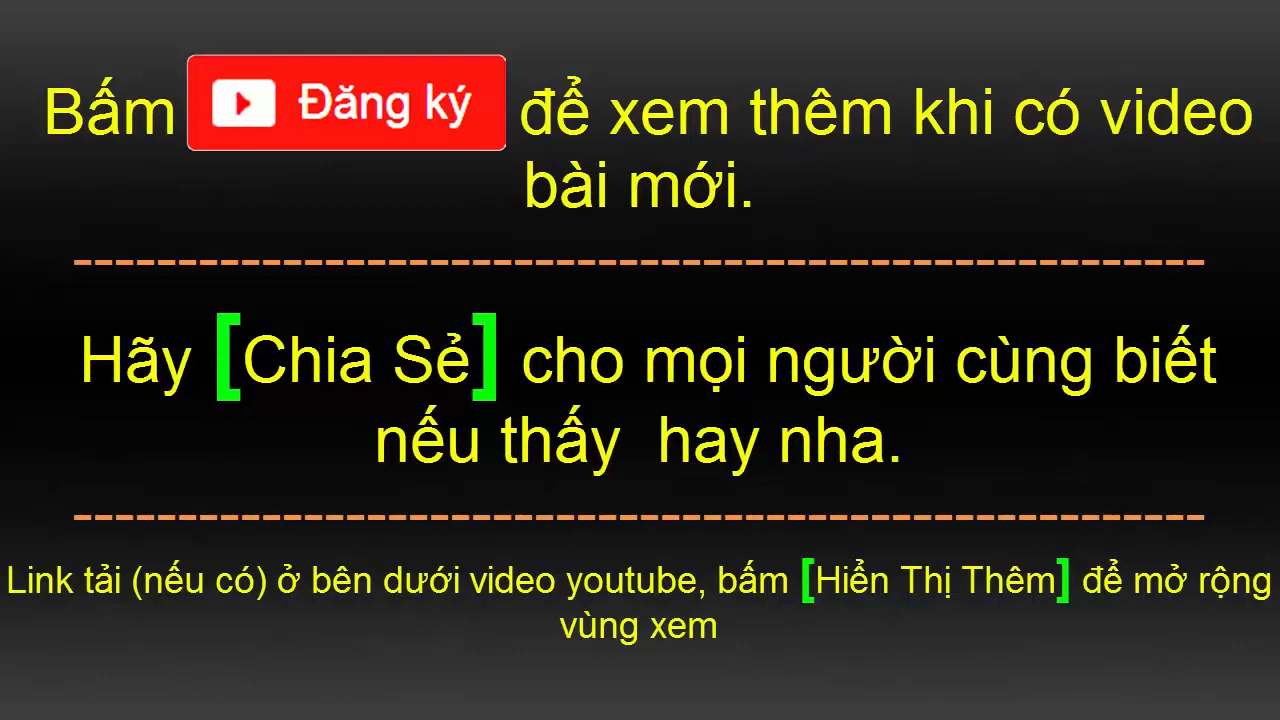 Bấm Đăng ký để xem thêm khi có video
bài mới.
------------------------------------------------------
Hãy [Chia Sẻ] cho mọi người cùng biết
nếu thấy hay nha.
------------------------------------------------------
Link tải (nếu có) ở bên dưới video youtube, bấm [Hiển Thị Thêm] để mở rộng
vùng xem